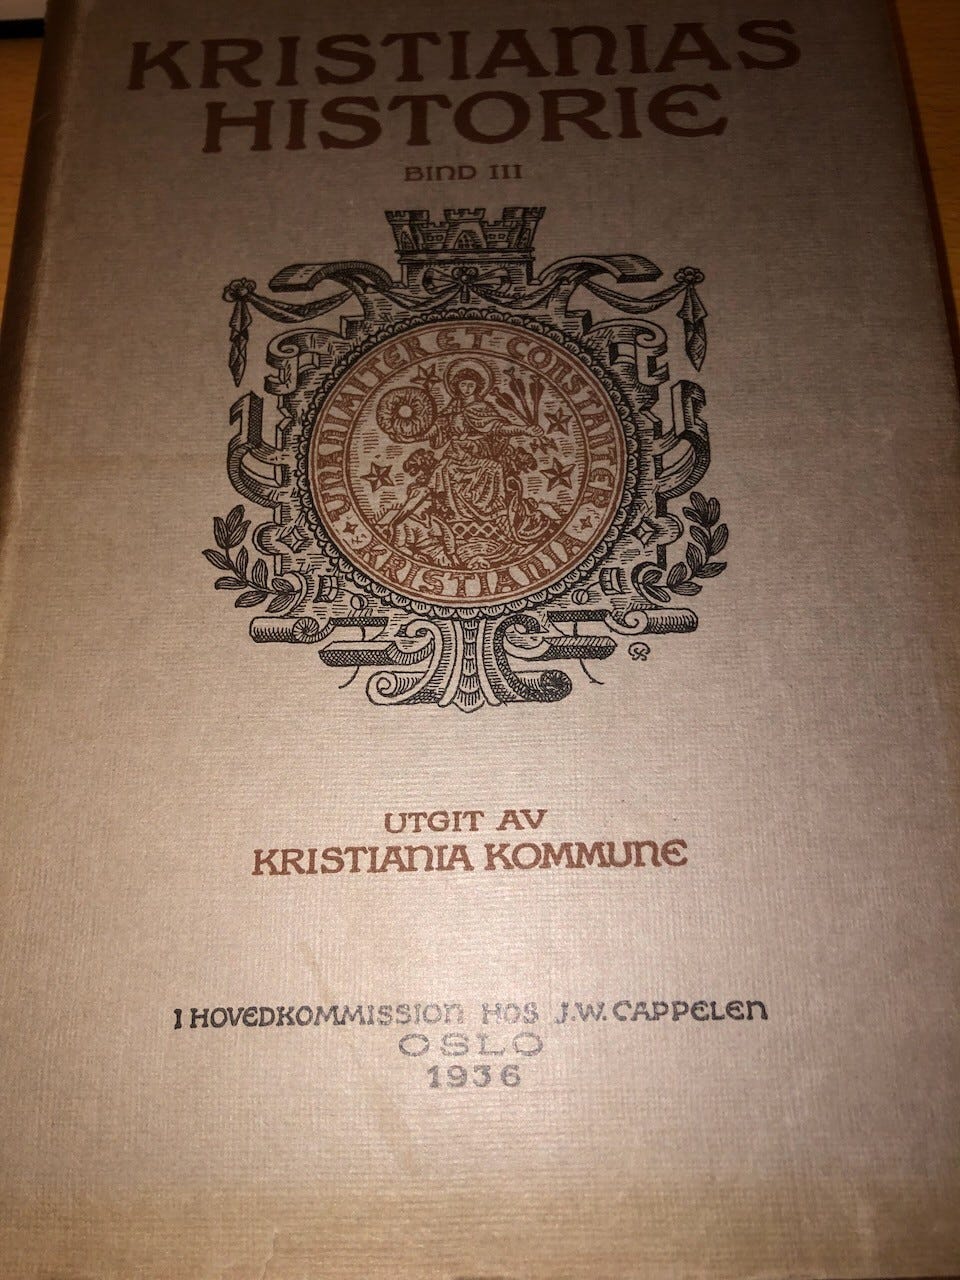 KRISTIANIAS
HISTORIE
BIND III
UNANIMITER ET CONSTANTER
KRISTIANIA
UTGIT AV
KRISTIANIA KOMMUNE
I HOVEDKOMMISSION HOS J.W. CAPPELEN
OSLO
1936